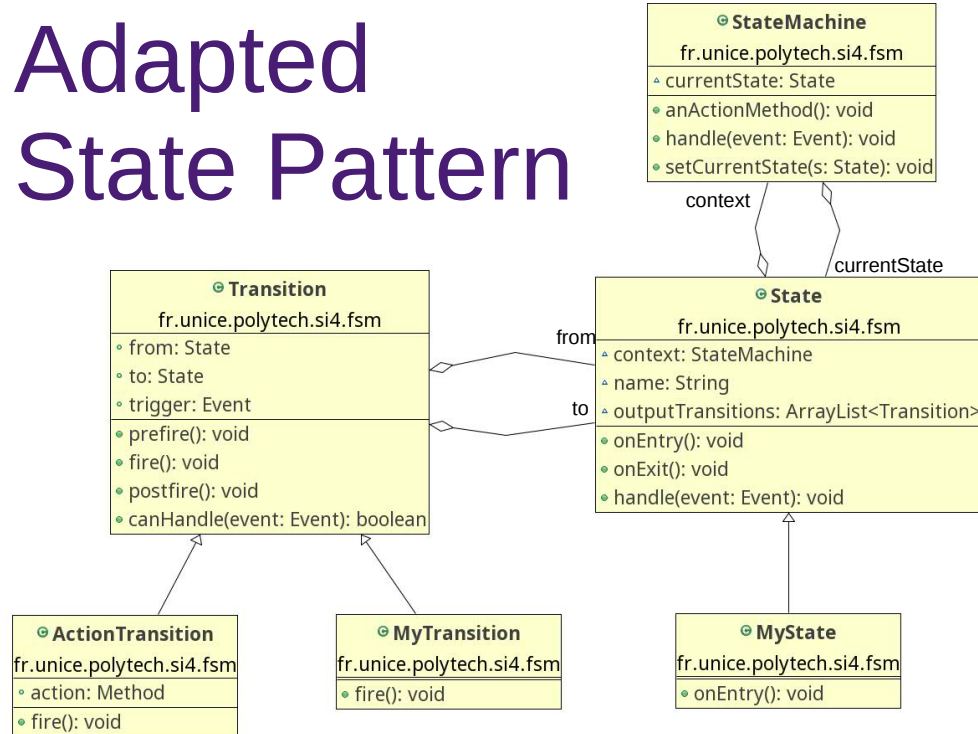 Adapted
State Pattern
StateMachine
fr.unice.polytech.si4.fsm
currentState: State
anActionMethod(): void
handle(event: Event): void
setCurrentState(s: State): void
context
currentState
Transition
fr.unice.polytech.si4.fsm
from: State
to: State
trigger: Event
prefire(): void
fire(): void
postfire(): void
canHandle(event: Event): boolean
from
to
State
fr.unice.polytech.si4.fsm
context: StateMachine
name: String
outputTransitions: ArrayList<Transition>
onEntry(): void
onExit(): void
handle(event: Event): void
ActionTransition
fr.unice.polytech.si4.fsm
action: Method
fire(): void
MyTransition
fr.unice.polytech.si4.fsm
fire(): void
MyState
fr.unice.polytech.si4.fsm
onEntry(): void